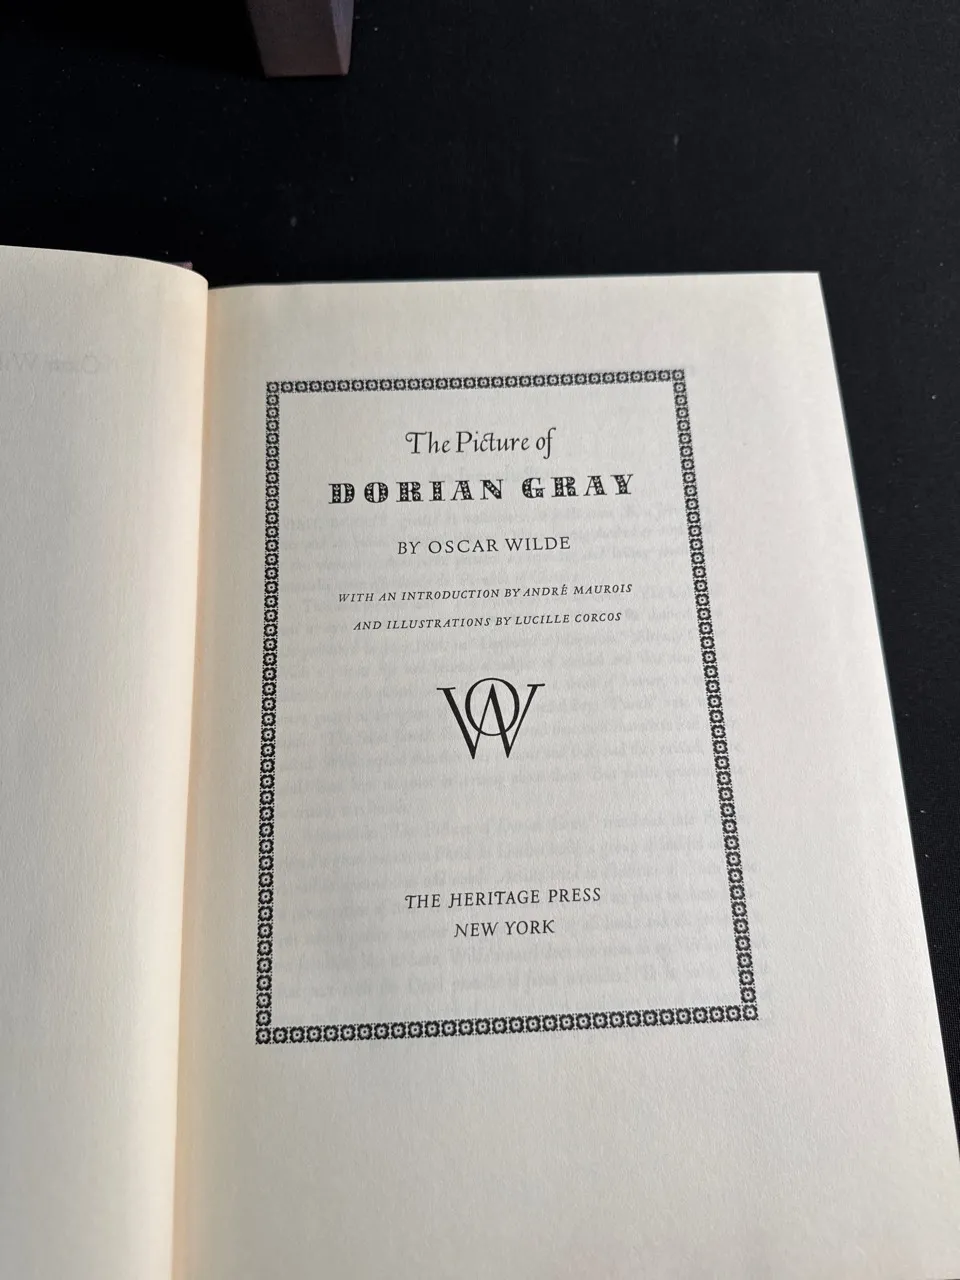 The Picture of
DORIAN GRAY
BY OSCAR WILDE
WITH AN INTRODUCTION BY ANDRÉ MAUROIS
AND ILLUSTRATIONS BY LUCILLE CORCOS
WO
THE HERITAGE PRESS
NEW YORK